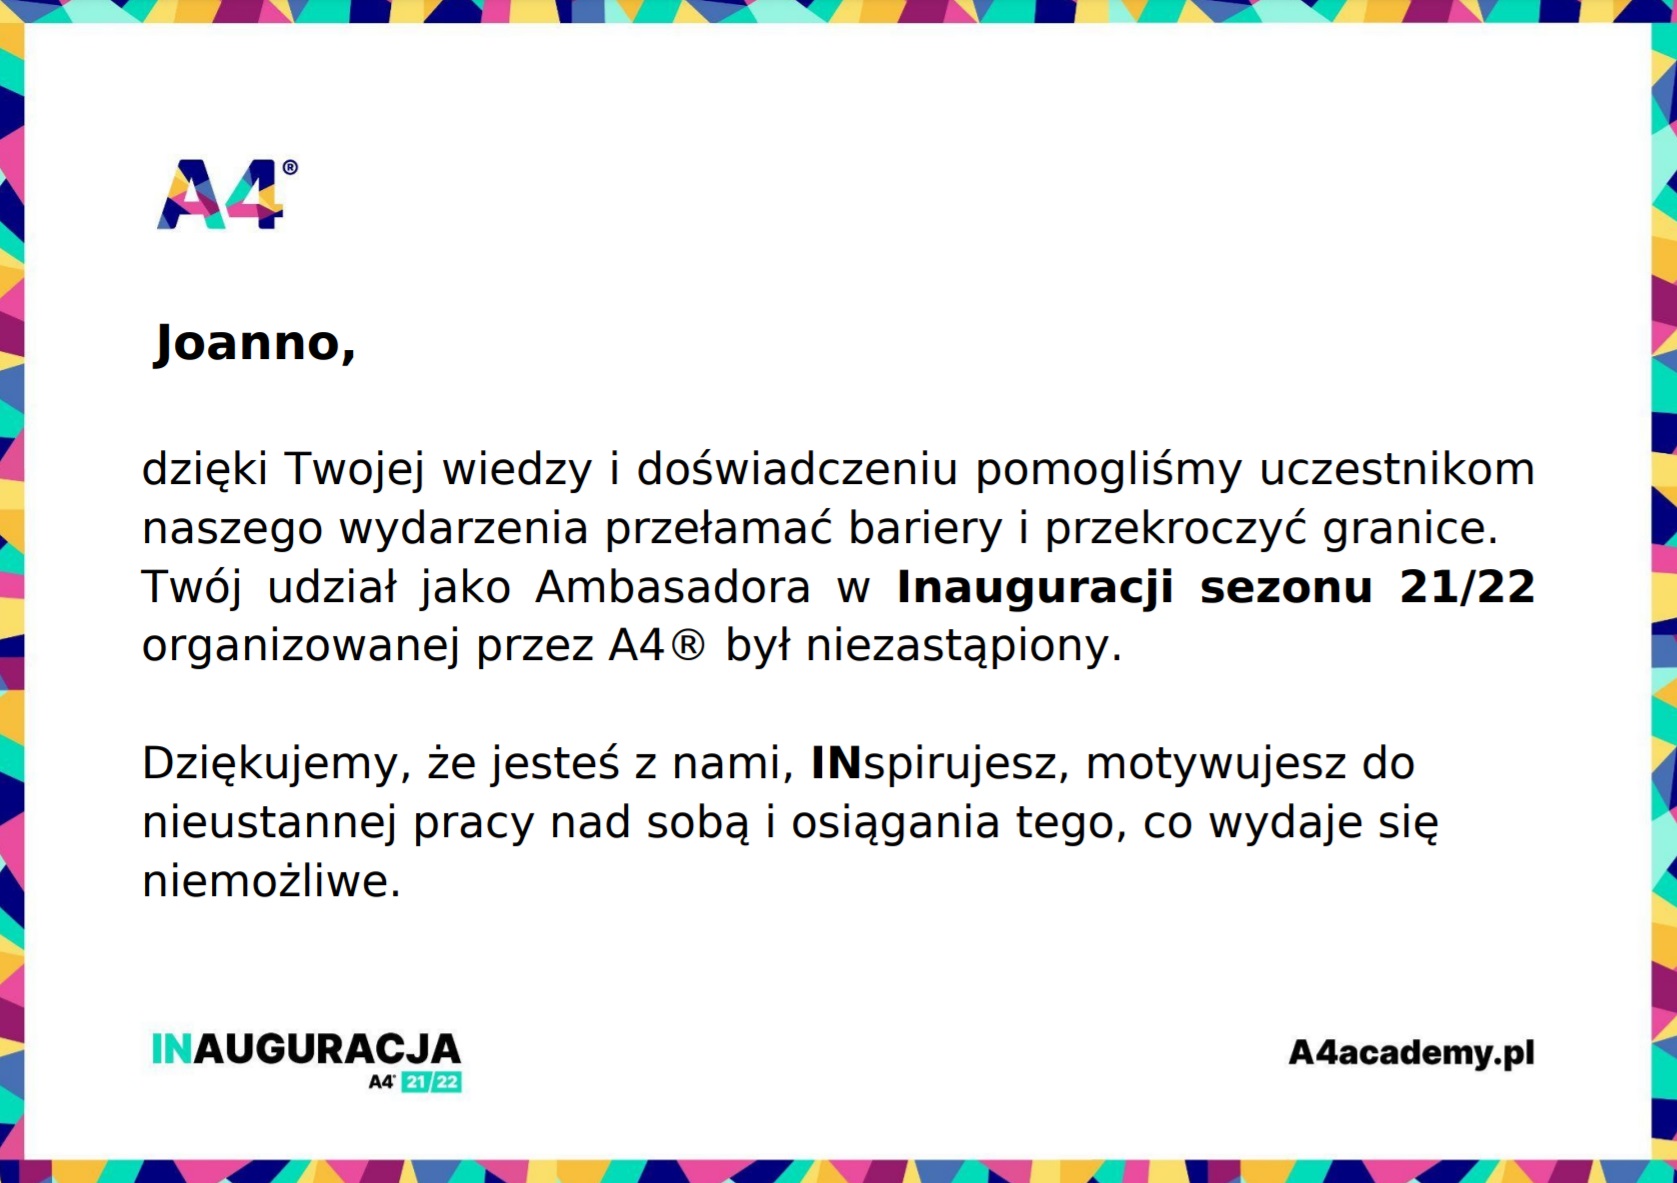 A4®
Joanno,
dzięki Twojej wiedzy i doświadczeniu pomogliśmy uczestnikom
naszego wydarzenia przełamać bariery i przekroczyć granice.
Twój udział jako Ambasadora w Inauguracji sezonu 21/22
organizowanej przez A4® był niezastąpiony.
Dziękujemy, że jesteś z nami, INspirujesz, motywujesz do
nieustannej pracy nad sobą i osiągania tego, co wydaje się
niemożliwe.
INAUGURACJA
A4® 21/22
A4academy.pl